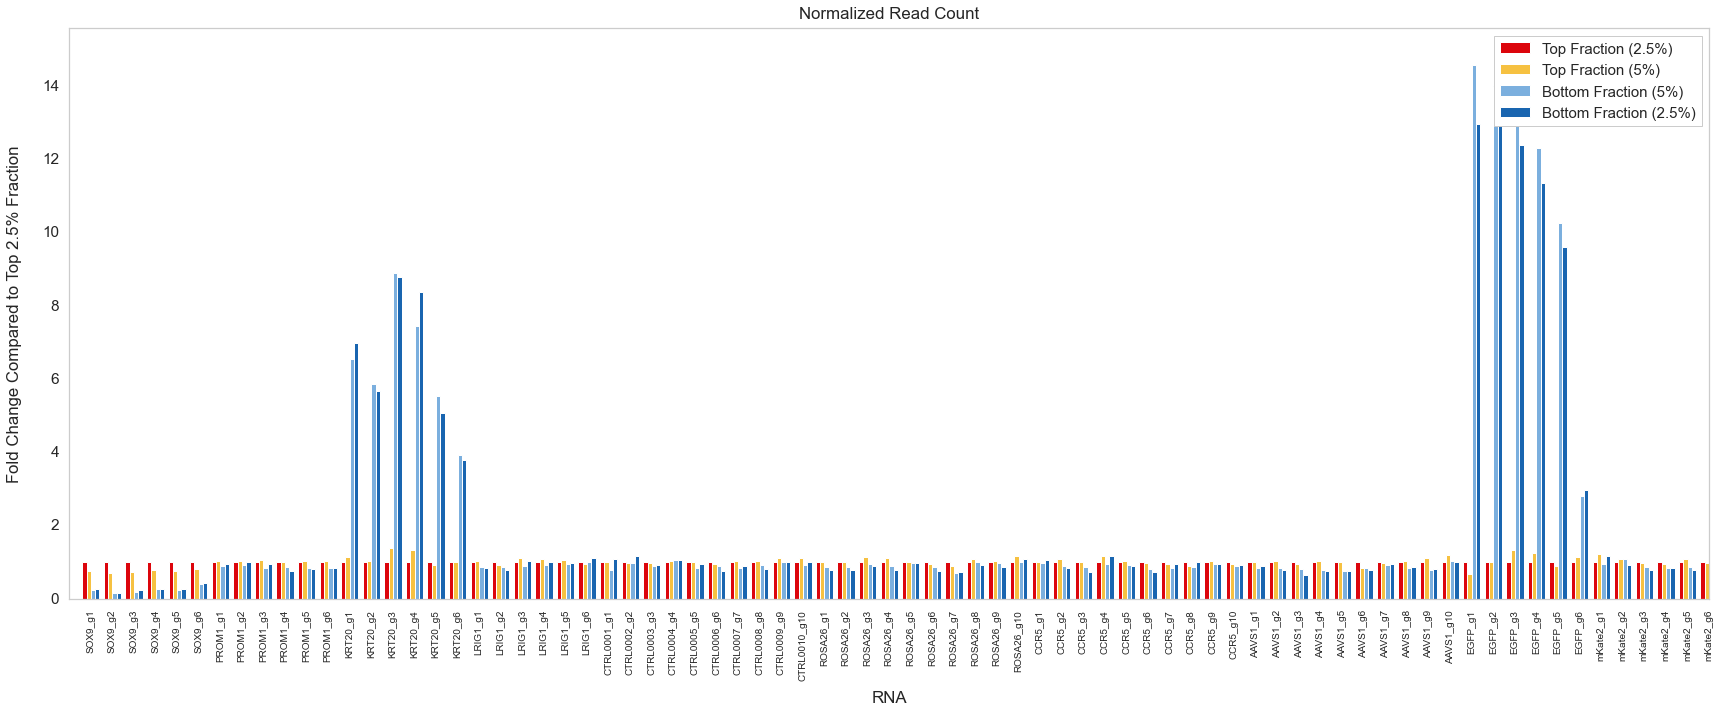 Normalized Read Count
Top Fraction (2.5%)
Top Fraction (5%)
Bottom Fraction (5%)
Bottom Fraction (2.5%)
Fold Change Compared to Top 2.5% Fraction
14
12
10
8
6
4
2
0
SOX9_g1
SOX9_g2
SOX9_g3
SOX9_g4
SOX9_g5
SOX9_g6
PROM1_g1
PROM1_g2
PROM1_g3
PROM1_g4
PROM1_g5
PROM1_g6
KRT20_g1
KRT20_g2
KRT20_g3
KRT20_g4
KRT20_g5
KRT20_g6
LRIG1_g1
LRIG1_g2
LRIG1_g3
LRIG1_g4
LRIG1_g5
LRIG1_g6
CTRL0001_g1
CTRL0002_g2
CTRL0003_g3
CTRL0004_g4
CTRL0005_g5
CTRL0006_g6
CTRL0007_g7
CTRL0008_g8
CTRL0009_g9
CTRL0010_g10
ROSA26_g1
ROSA26_g2
ROSA26_g3
ROSA26_g4
ROSA26_g5
ROSA26_g6
ROSA26_g7
ROSA26_g8
ROSA26_g9
ROSA26_g10
CCR5_g1
CCR5_g2
CCR5_g3
CCR5_g4
CCR5_g5
CCR5_g6
CCR5_g7
CCR5_g8
CCR5_g9
CCR5_g10
AAVS1_g1
AAVS1_g2
AAVS1_g3
AAVS1_g4
AAVS1_g5
AAVS1_g6
AAVS1_g7
AAVS1_g8
AAVS1_g9
AAVS1_g10
EGFP_g1
EGFP_g2
EGFP_g3
EGFP_g4
EGFP_g5
EGFP_g6
mKate2_g1
mKate2_g2
mKate2_g3
mKate2_g4
mKate2_g5
mKate2_g6
RNA